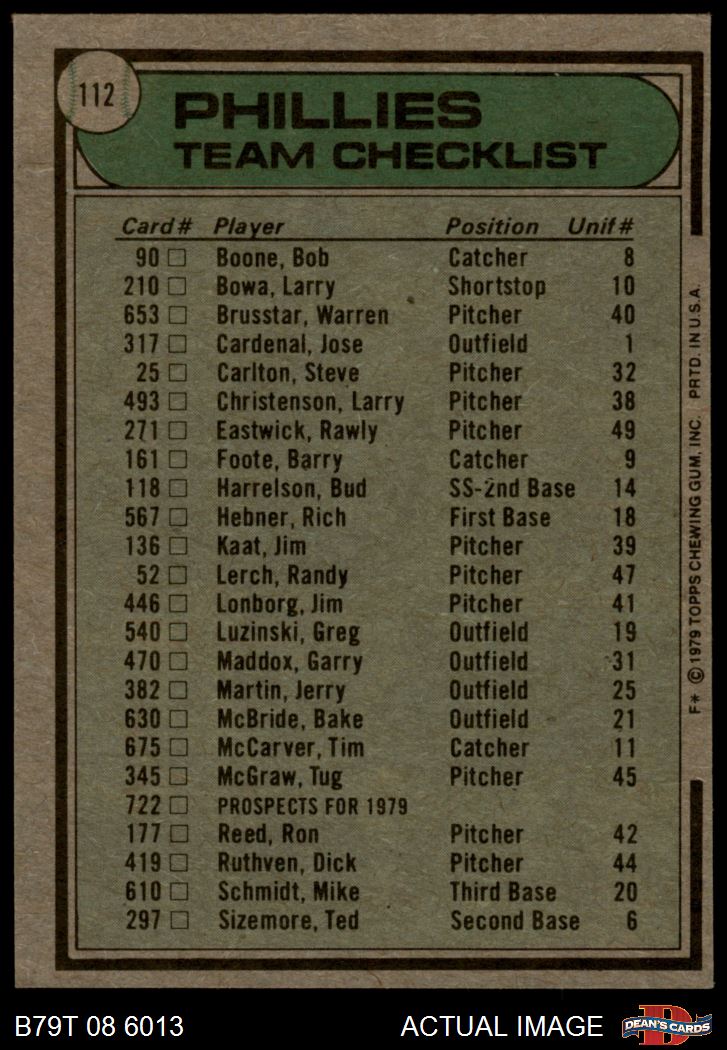 112
PHILLIES
TEAM CHECKLIST
Card# Player Position Unif#
90 Boone, Bob Catcher 8
210 Bowa, Larry Shortstop 10
653 Brusstar, Warren Pitcher 40
317 Cardenal, Jose Outfield 1
25 Carlton, Steve Pitcher 32
493 Christenson, Larry Pitcher 38
271 Eastwick, Rawly Pitcher 49
161 Foote, Barry Catcher 9
118 Harrelson, Bud SS-2nd Base 14
567 Hebner, Rich First Base 18
136 Kaat, Jim Pitcher 39
52 Lerch, Randy Pitcher 47
446 Lonborg, Jim Pitcher 41
540 Luzinski, Greg Outfield 19
470 Maddox, Garry Outfield 31
382 Martin, Jerry Outfield 25
630 McBride, Bake Outfield 21
675 McCarver, Tim Catcher 11
345 McGraw, Tug Pitcher 45
722 PROSPECTS FOR 1979
177 Reed, Ron Pitcher 42
419 Ruthven, Dick Pitcher 44
610 Schmidt, Mike Third Base 20
297 Sizemore, Ted Second Base 6
F* © 1979 TOPPS CHEWING GUM, INC. PRTD. IN U.S.A.
B79T 08 6013 ACTUAL IMAGE
D
DEAN'S CARDS